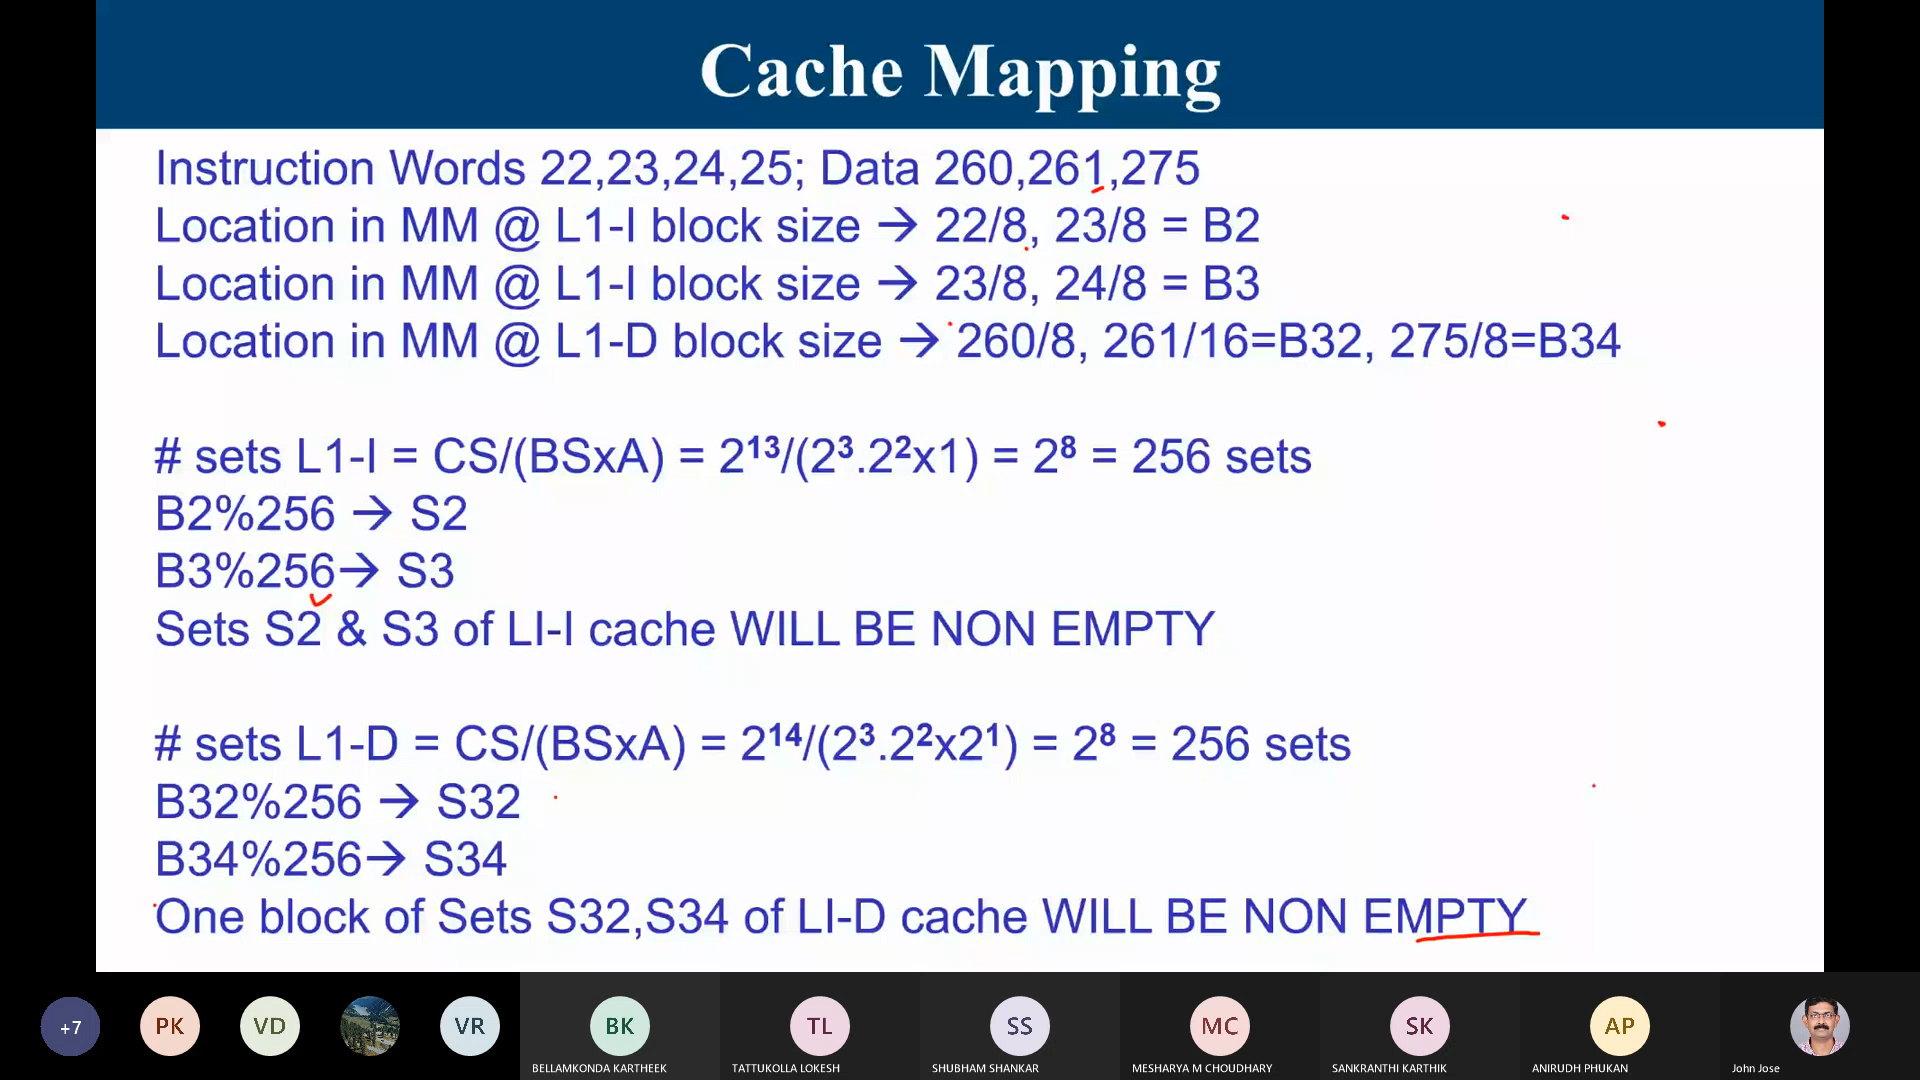 Cache Mapping
Instruction Words 22,23,24,25; Data 260,261,275
Location in MM @ L1-I block size → 22/8, 23/8 = B2
Location in MM @ L1-I block size → 23/8, 24/8 = B3
Location in MM @ L1-D block size → 260/8, 261/16=B32, 275/8=B34
# sets L1-I = CS/(BSxA) = 2¹³/(2³.2²x1) = 2⁸ = 256 sets
B2%256 → S2
B3%256→ S3
Sets S2 & S3 of LI-I cache WILL BE NON EMPTY
# sets L1-D = CS/(BSxA) = 2¹⁴/(2³.2²x2¹) = 2⁸ = 256 sets
B32%256 → S32
B34%256→ S34
One block of Sets S32,S34 of LI-D cache WILL BE NON EMPTY
+7 PK VD VR BK TL SS MC SK AP
BELLAMKONDA KARTHEEK TATTUKOLLA LOKESH SHUBHAM SHANKAR MESHARYA M CHOUDHARY SANKRANTHI KARTHIK ANIRUDH PHUKAN John Jose